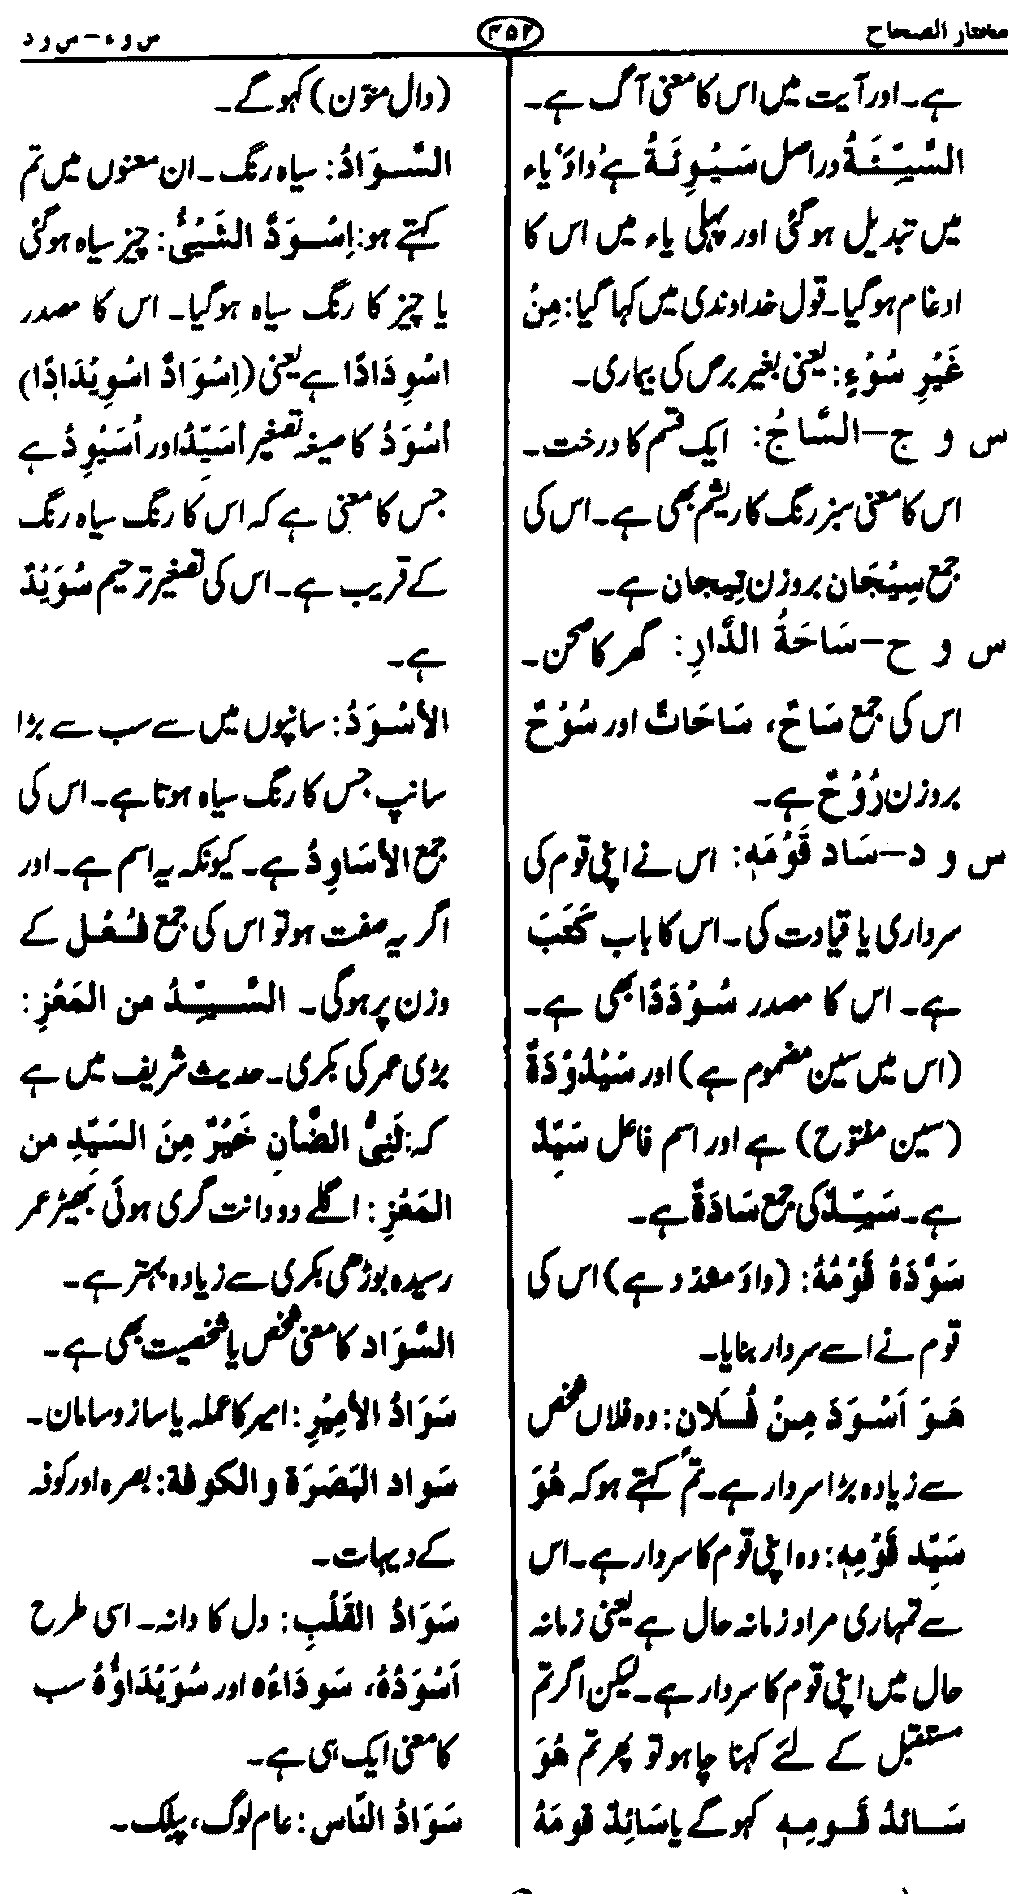 مختار الصحاح
۴۵۲
س و ء – س و د
ہے۔ اور آیت میں اس کا معنی آگ ہے۔
السَّيِّئَةُ دراصل سَيْوِئَةُ ہے' واؤ' یاء
میں تبدیل ہوگئی اور پہلی یاء میں اس کا
ادغام ہوگیا۔ قول خداوندی میں کہا گیا: مِنْ
غَيْرِ سُوْءٍ: یعنی بغیر برص کی بیماری۔
س و ج – السَّاجُ: ایک قسم کا درخت۔
اس کا معنی سبز رنگ کا ریشم بھی ہے۔ اس کی
جمع سِيْجَان بروزن تِيجان ہے۔
س و ح – سَاحَةُ الدَّارِ: گھر کا صحن۔
اس کی جمع سَاحٌ، سَاحَاتٌ اور سُوْحٌ
بروزن رُوْحٌ ہے۔
س و د – سَاد قَوْمَهٖ: اس نے اپنی قوم کی
سرداری یا قیادت کی۔ اس کا باب كَتَبَ
ہے۔ اس کا مصدر سُوْدَدًا بھی ہے۔
(اس میں سین مضموم ہے) اور سَيْدُوْدَةٌ
(سین مفتوح) ہے اور اسم فاعل سَيِّدٌ
ہے۔ سَيِّدٌ کی جمع سَادَةٌ ہے۔
سَوَّدَهُ قَوْمُهُ: (واؤ مشدد ہے) اس کی
قوم نے اسے سردار بنایا۔
هَوَ اَسْوَدَ مِنْ فُلَان: وہ فلاں شخص
سے زیادہ بڑا سردار ہے۔ تم کہتے ہو کہ هُوَ
سَيِّد قَوْمِهٖ: وہ اپنی قوم کا سردار ہے۔ اس
سے تمہاری مراد زمانہ حال ہے یعنی زمانہ
حال میں اپنی قوم کا سردار ہے۔ لیکن اگر تم
مستقبل کے لئے کہنا چاہو تو پھر تم هُوَ
سَائدُ قَومِهٖ کہو گے یا سَائِدٌ قومَهُ
(دال منون) کہو گے۔
السَّوَادُ: سیاہ رنگ۔ ان معنوں میں تم
کہتے ہو: اِسْوَدَّ الشَيْئُ: چیز سیاہ ہوگئی
یا چیز کا رنگ سیاہ ہوگیا۔ اس کا مصدر
اسْوِدَادًا ہے یعنی (اِسْوَادَّ اسْوِيْدَادًا)
اَسْوَدُ کا صیغہ تصغیر اُسَيِّدُ اور اُسَيْوِدُ ہے
جس کا معنی ہے کہ اس کا رنگ سیاہ رنگ
کے قریب ہے۔ اس کی تصغیر ترحیم سُوَيْدٌ
ہے۔
الأسْوَدُ: سانپوں میں سے سب سے بڑا
سانپ جس کا رنگ سیاہ ہوتا ہے۔ اس کی
جمع الأسَاوِدُ ہے۔ کیونکہ یہ اسم ہے۔ اور
اگر یہ صفت ہو تو اس کی جمع فُعْل کے
وزن پر ہوگی۔ السَّيِّدُ من المَعْزِ:
بڑی عمر کی بکری۔ حدیث شریف میں ہے
کہ: ثَنِيُّ الضَّأنِ خَيْرٌ مِنَ السَيِّدِ من
المَعْزِ: اگلے دو دانت گری ہوئی بھیڑ عمر
رسیدہ بوڑھی بکری سے زیادہ بہتر ہے۔
السَّوَاد کا معنی شخص یا شخصیت بھی ہے۔
سَوَادُ الأمِيْرِ: امیر کا عملہ یا ساز و سامان۔
سَواد البَصَرَة و الكوفة: بصرہ اور کوفہ
کے دیہات۔
سَوَادُ القَلْبِ: دل کا دانہ۔ اسی طرح
اَسْوَدُهُ، سَودَاءُه اور سُوَيْدَاؤُهُ سب
کا معنی ایک ہی ہے۔
سَوَادُ النَّاس: عام لوگ، پبلک۔